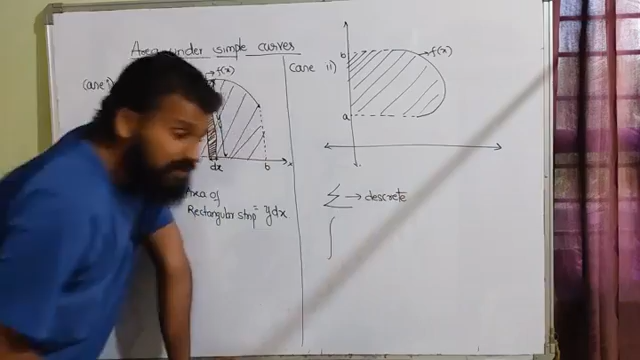 Area under simple curves
Case i)
→ f(x)
dx
b
x
Area of
Rectangular strip = ydx
Case ii)
b
→ f(x)
a
∑ → descrete
∫